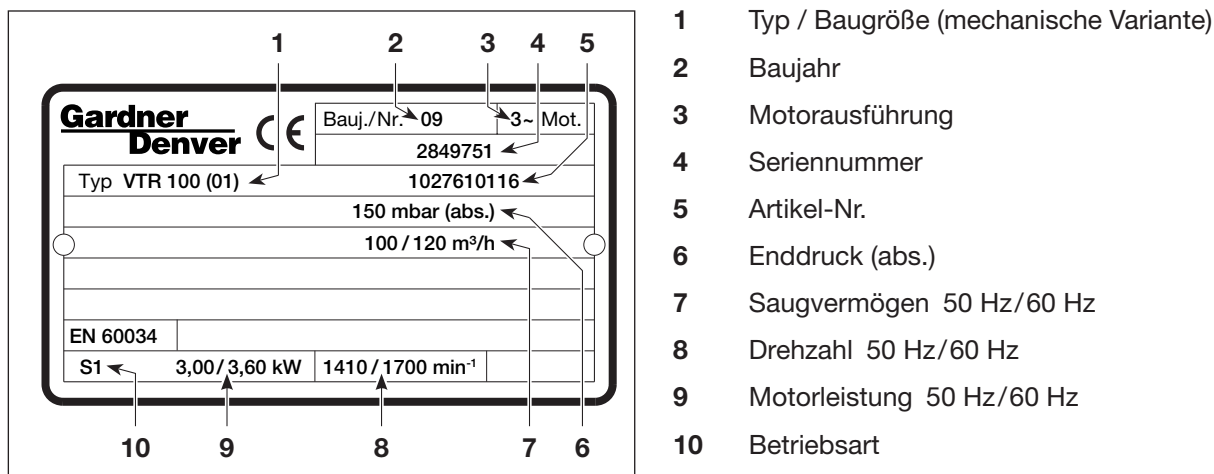 1 2 3 4 5
Gardner
Denver
CE
Bauj./Nr. 09 3~ Mot.
2849751
Typ VTR 100 (01) 1027610116
150 mbar (abs.)
100 / 120 m³/h
EN 60034
S1 3,00 / 3,60 kW 1410 / 1700 min⁻¹
10 9 8 7 6
1 Typ / Baugröße (mechanische Variante)
2 Baujahr
3 Motorausführung
4 Seriennummer
5 Artikel-Nr.
6 Enddruck (abs.)
7 Saugvermögen 50 Hz/60 Hz
8 Drehzahl 50 Hz/60 Hz
9 Motorleistung 50 Hz/60 Hz
10 Betriebsart